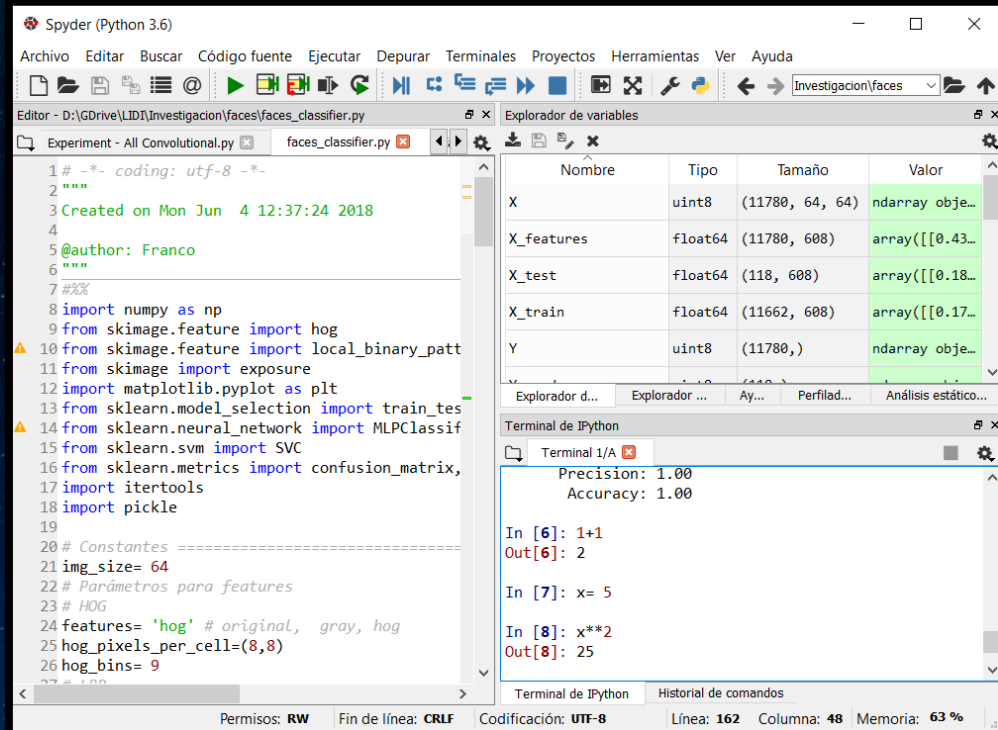 Spyder (Python 3.6)
Archivo Editar Buscar Código fuente Ejecutar Depurar Terminales Proyectos Herramientas Ver Ayuda
Investigacion\faces
Editor - D:\GDrive\LIDI\Investigacion\faces\faces_classifier.py
Experiment - All Convolutional.py faces_classifier.py
1 # -*- coding: utf-8 -*-
2 """
3 Created on Mon Jun  4 12:37:24 2018
4
5 @author: Franco
6 """
7 #%%
8 import numpy as np
9 from skimage.feature import hog
10 from skimage.feature import local_binary_patt
11 from skimage import exposure
12 import matplotlib.pyplot as plt
13 from sklearn.model_selection import train_tes
14 from sklearn.neural_network import MLPClassif
15 from sklearn.svm import SVC
16 from sklearn.metrics import confusion_matrix,
17 import itertools
18 import pickle
19
20 # Constantes ================================
21 img_size= 64
22 # Parámetros para features
23 # HOG
24 features= 'hog' # original,  gray, hog
25 hog_pixels_per_cell=(8,8)
26 hog_bins= 9
Explorador de variables
Nombre Tipo Tamaño Valor
X uint8 (11780, 64, 64) ndarray obje…
X_features float64 (11780, 608) array([[0.43…
X_test float64 (118, 608) array([[0.18…
X_train float64 (11662, 608) array([[0.17…
Y uint8 (11780,) ndarray obje…
Explorador d... Explorador ... Ay... Perfilad... Análisis estático...
Terminal de IPython
Terminal 1/A
Precision: 1.00
Accuracy: 1.00
In [6]: 1+1
Out[6]: 2
In [7]: x= 5
In [8]: x**2
Out[8]: 25
Terminal de IPython Historial de comandos
Permisos: RW Fin de línea: CRLF Codificación: UTF-8 Línea: 162 Columna: 48 Memoria: 63 %